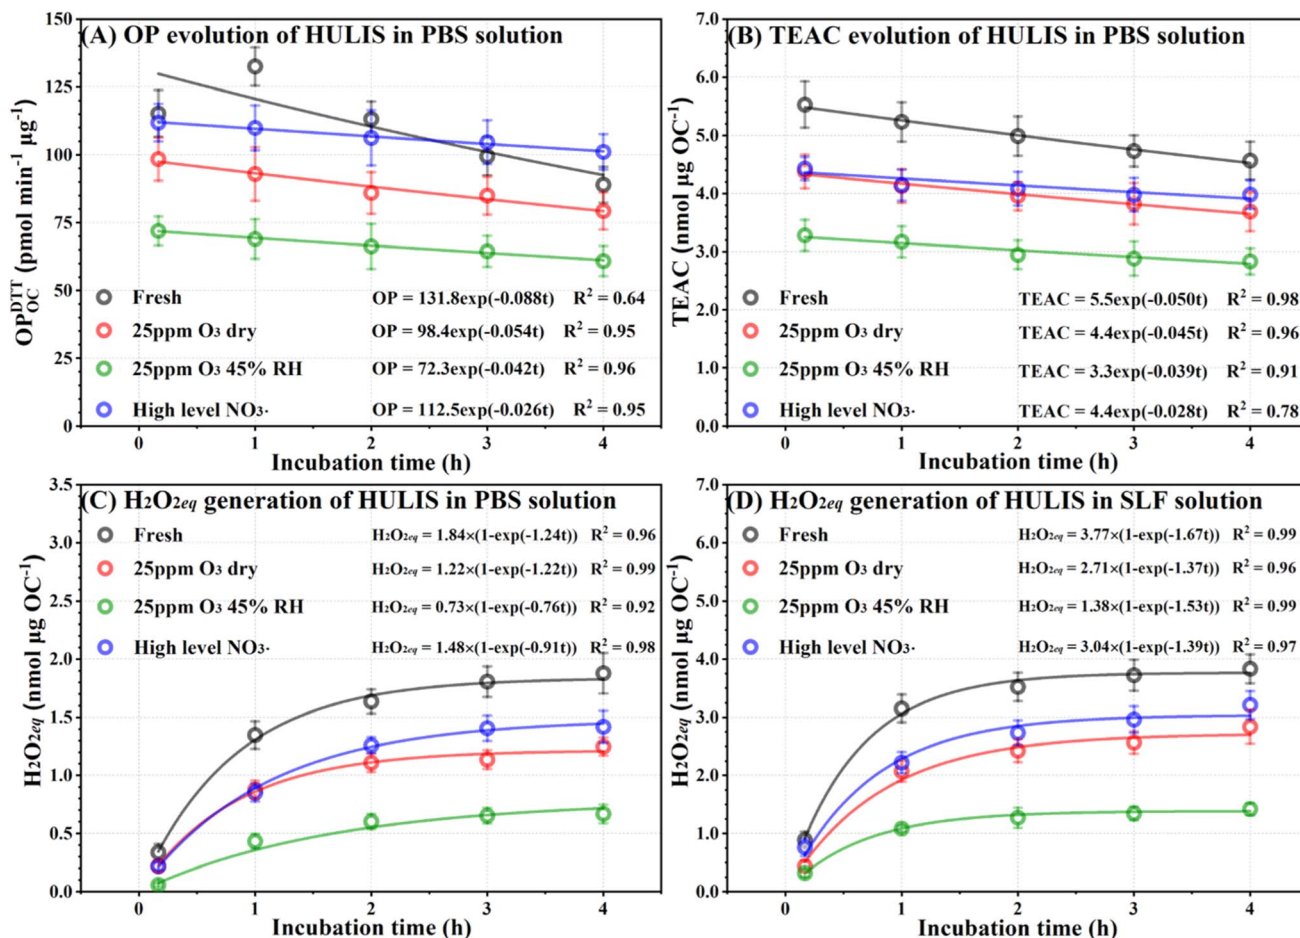 (A) OP evolution of HULIS in PBS solution
OP_OC^DTT (pmol min⁻¹ µg⁻¹)
150
125
100
75
50
25
0
Fresh OP = 131.8exp(-0.088t) R² = 0.64
25ppm O₃ dry OP = 98.4exp(-0.054t) R² = 0.95
25ppm O₃ 45% RH OP = 72.3exp(-0.042t) R² = 0.96
High level NO₃· OP = 112.5exp(-0.026t) R² = 0.95
0 1 2 3 4
Incubation time (h)
(B) TEAC evolution of HULIS in PBS solution
TEAC (nmol µg OC⁻¹)
7.0
6.0
5.0
4.0
3.0
2.0
1.0
0.0
Fresh TEAC = 5.5exp(-0.050t) R² = 0.98
25ppm O₃ dry TEAC = 4.4exp(-0.045t) R² = 0.96
25ppm O₃ 45% RH TEAC = 3.3exp(-0.039t) R² = 0.91
High level NO₃· TEAC = 4.4exp(-0.028t) R² = 0.78
0 1 2 3 4
Incubation time (h)
(C) H₂O₂eq generation of HULIS in PBS solution
H₂O₂eq (nmol µg OC⁻¹)
3.5
3.0
2.5
2.0
1.5
1.0
0.5
0.0
Fresh H₂O₂eq = 1.84×(1-exp(-1.24t)) R² = 0.96
25ppm O₃ dry H₂O₂eq = 1.22×(1-exp(-1.22t)) R² = 0.99
25ppm O₃ 45% RH H₂O₂eq = 0.73×(1-exp(-0.76t)) R² = 0.92
High level NO₃· H₂O₂eq = 1.48×(1-exp(-0.91t)) R² = 0.98
0 1 2 3 4
Incubation time (h)
(D) H₂O₂eq generation of HULIS in SLF solution
H₂O₂eq (nmol µg OC⁻¹)
7.0
6.0
5.0
4.0
3.0
2.0
1.0
0.0
Fresh H₂O₂eq = 3.77×(1-exp(-1.67t)) R² = 0.99
25ppm O₃ dry H₂O₂eq = 2.71×(1-exp(-1.37t)) R² = 0.96
25ppm O₃ 45% RH H₂O₂eq = 1.38×(1-exp(-1.53t)) R² = 0.99
High level NO₃· H₂O₂eq = 3.04×(1-exp(-1.39t)) R² = 0.97
0 1 2 3 4
Incubation time (h)